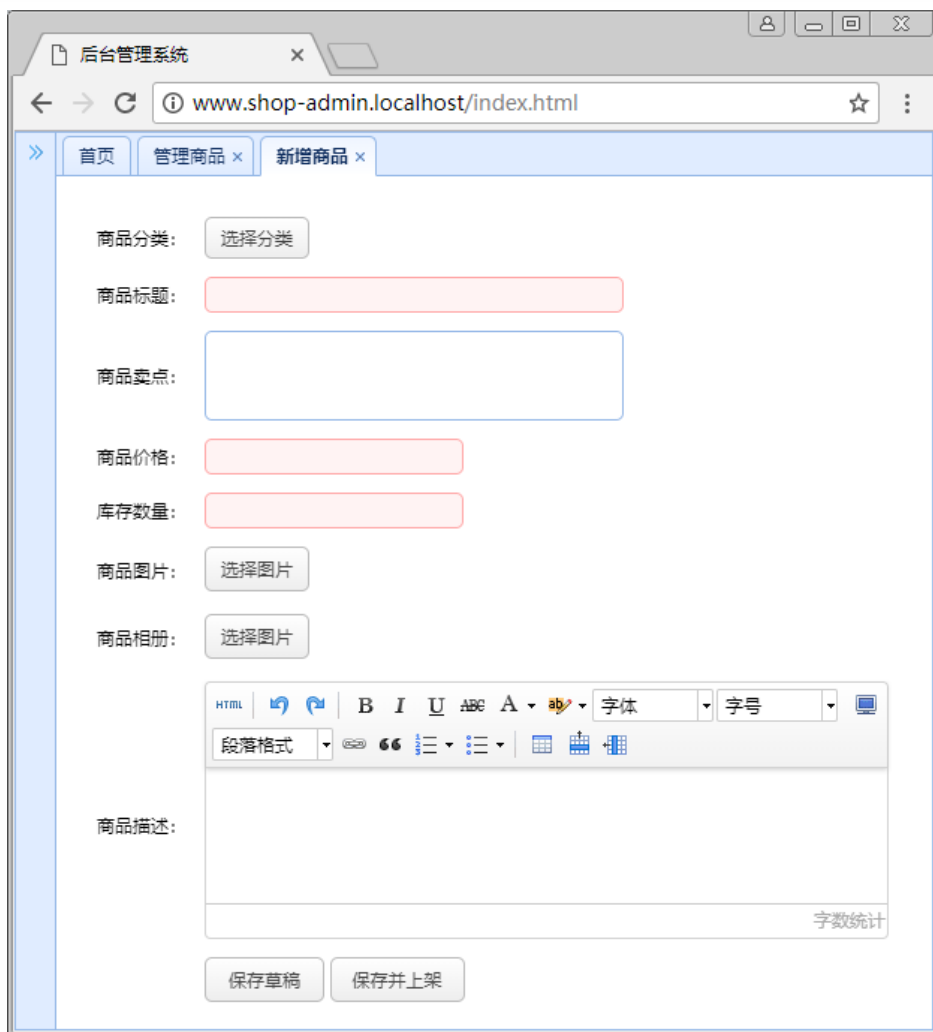 后台管理系统
www.shop-admin.localhost/index.html
首页 管理商品 新增商品
商品分类: 选择分类
商品标题:
商品卖点:
商品价格:
库存数量:
商品图片: 选择图片
商品相册: 选择图片
HTML B I U ABC A ab 字体 字号
段落格式
商品描述:
字数统计
保存草稿 保存并上架